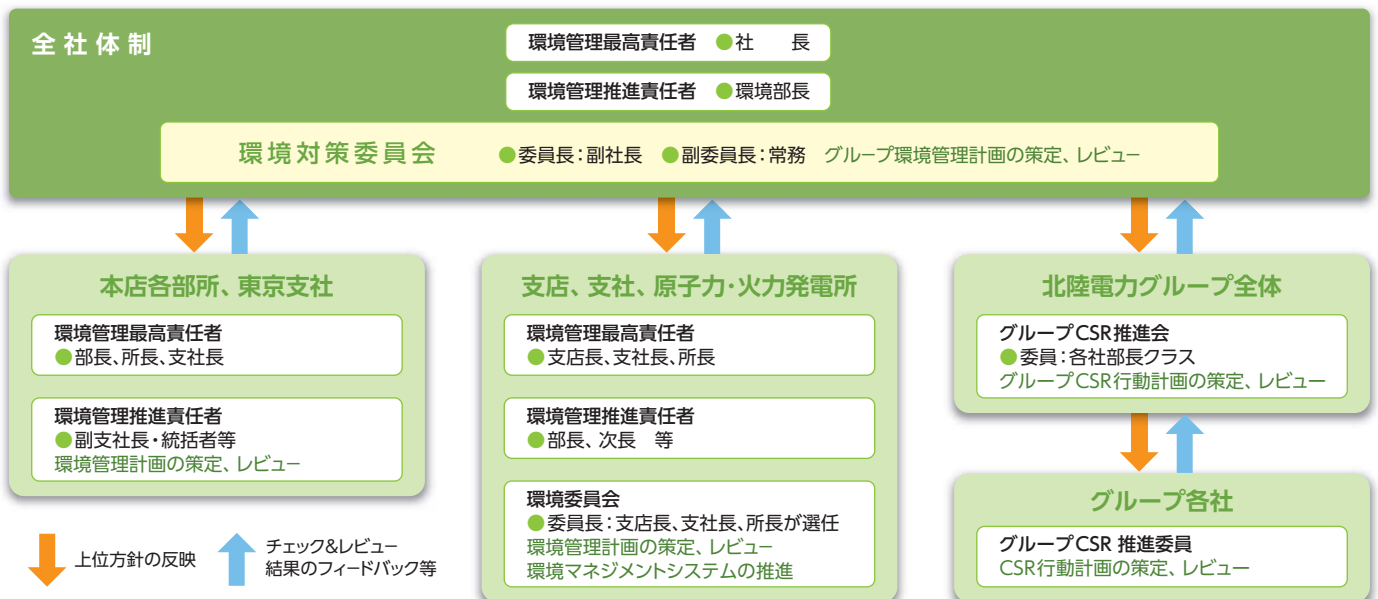 全社体制
環境管理最高責任者 ●社　長
環境管理推進責任者 ●環境部長
環境対策委員会 ●委員長：副社長 ●副委員長：常務 グループ環境管理計画の策定、レビュー
本店各部所、東京支社
環境管理最高責任者
●部長、所長、支社長
環境管理推進責任者
●副支社長・統括者等
環境管理計画の策定、レビュー
支店、支社、原子力・火力発電所
環境管理最高責任者
●支店長、支社長、所長
環境管理推進責任者
●部長、次長　等
環境委員会
●委員長：支店長、支社長、所長が選任
環境管理計画の策定、レビュー
環境マネジメントシステムの推進
北陸電力グループ全体
グループCSR推進会
●委員：各社部長クラス
グループCSR行動計画の策定、レビュー
グループ各社
グループCSR 推進委員
CSR行動計画の策定、レビュー
上位方針の反映
チェック&レビュー
結果のフィードバック等